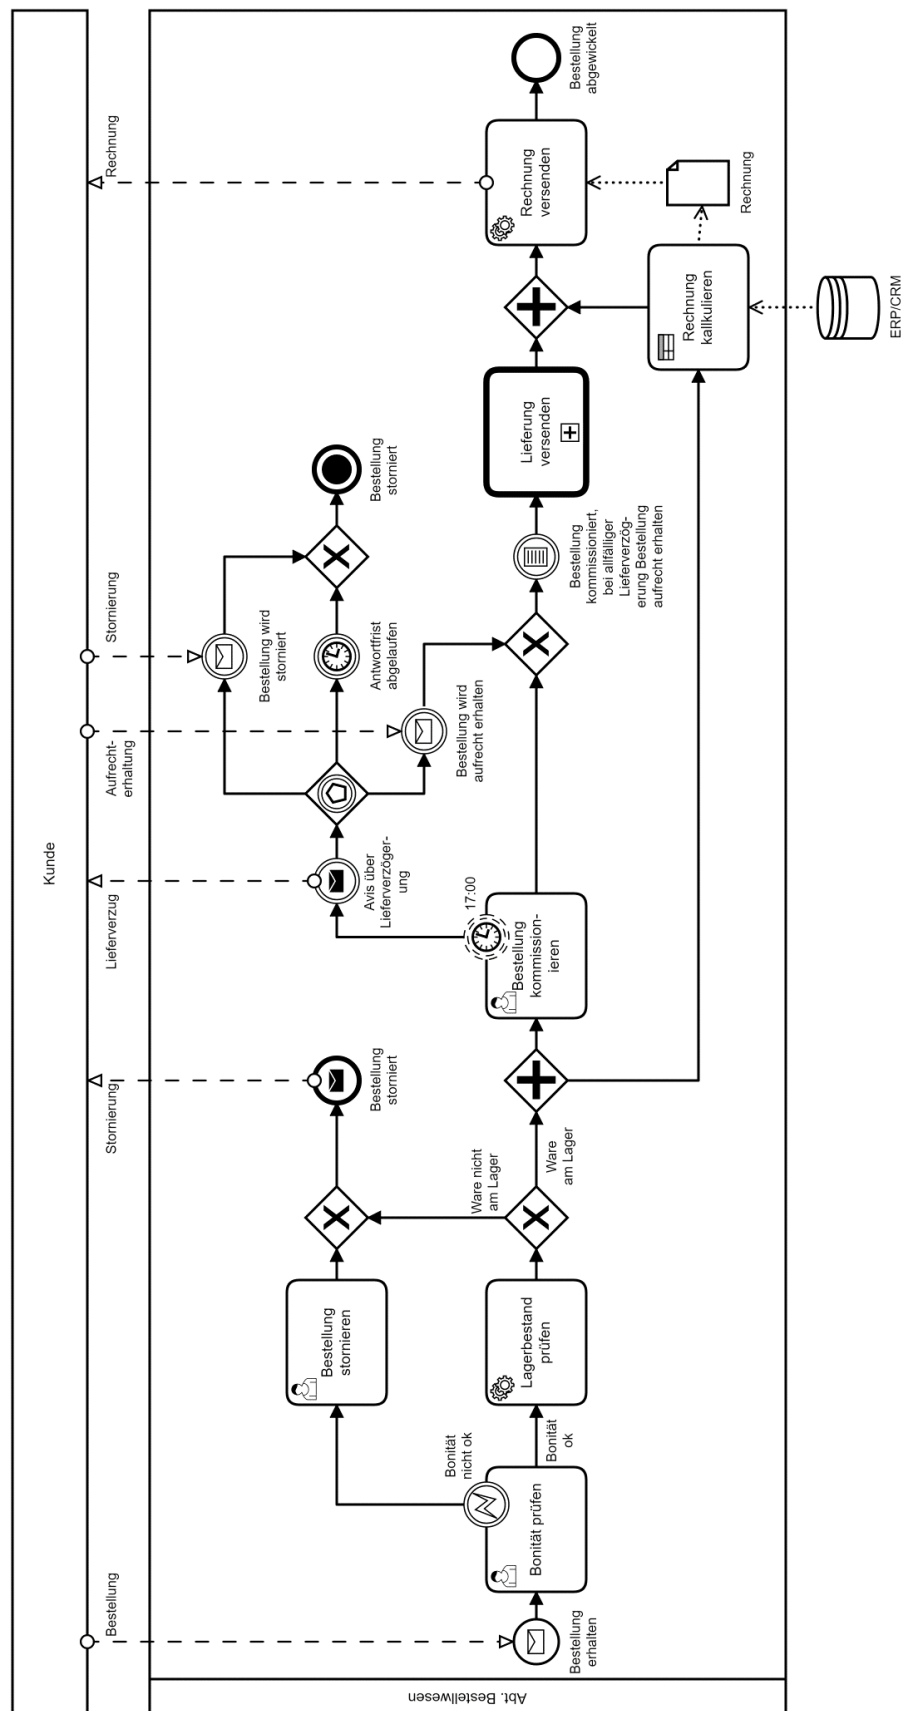 Kunde
Abt. Bestellwesen
Bestellung
Stornierung
Lieferverzug
Aufrecht-
erhaltung
Stornierung
Rechnung
Bestellung
erhalten
Bonität prüfen
Bonität
nicht ok
Bonität
ok
Bestellung
stornieren
Lagerbestand
prüfen
Ware nicht
am Lager
Ware
am Lager
Bestellung
storniert
Bestellung
kommission-
ieren
17:00
Avis über
Lieferverzöger-
ung
Bestellung wird
storniert
Antwortfrist
abgelaufen
Bestellung wird
aufrecht erhalten
Bestellung
storniert
Bestellung
kommissioniert,
bei allfälliger
Lieferverzög-
erung Bestellung
aufrecht erhalten
Lieferung
versenden
Rechnung
kallkulieren
ERP/CRM
Rechnung
Rechnung
versenden
Bestellung
abgewickelt